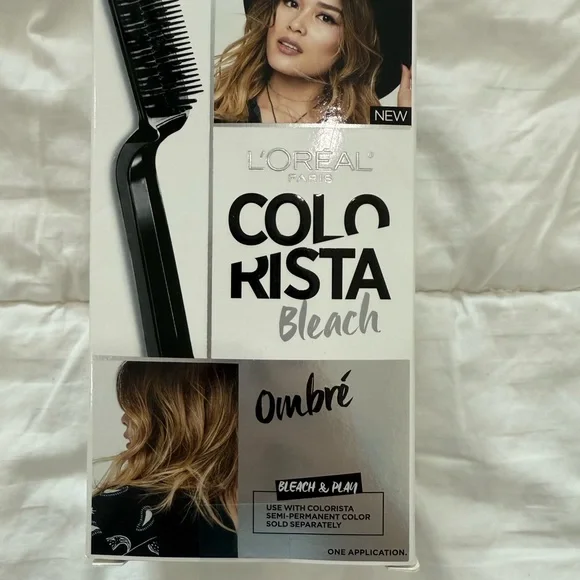 NEW
L'ORÉAL
PARIS
COLO
RISTA
Bleach
Ombré
BLEACH & PLAY
USE WITH COLORISTA
SEMI-PERMANENT COLOR
SOLD SEPARATELY
ONE APPLICATION.